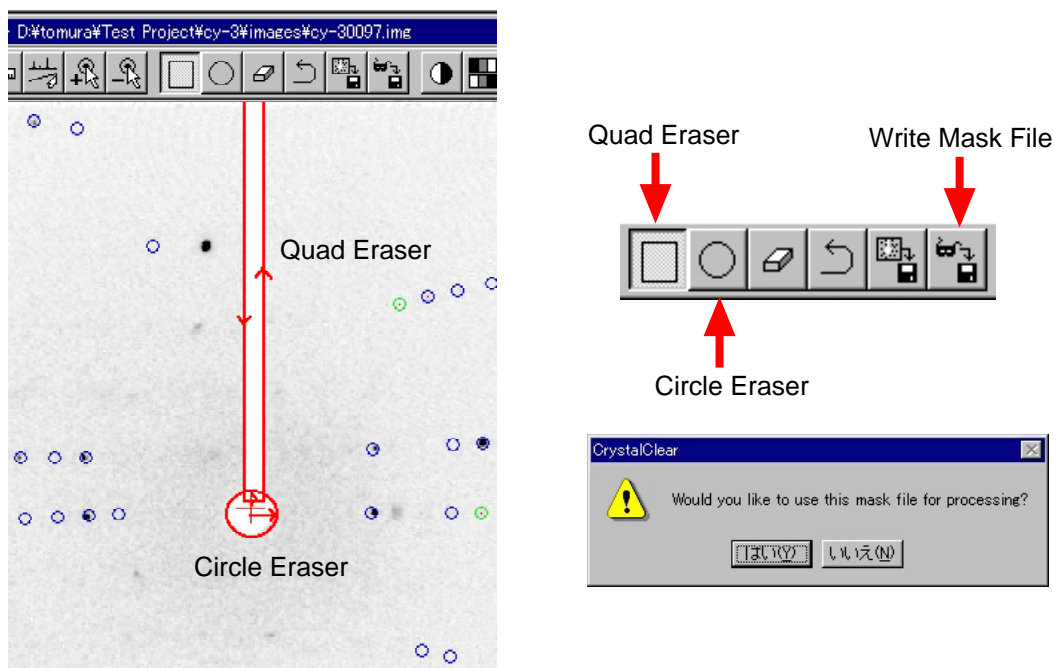 D:¥tomura¥Test Project¥cy-3¥images¥cy-30097.img
Quad Eraser
Circle Eraser
Quad Eraser
Write Mask File
Circle Eraser
CrystalClear
Would you like to use this mask file for processing?
はい(Y)
いいえ(N)